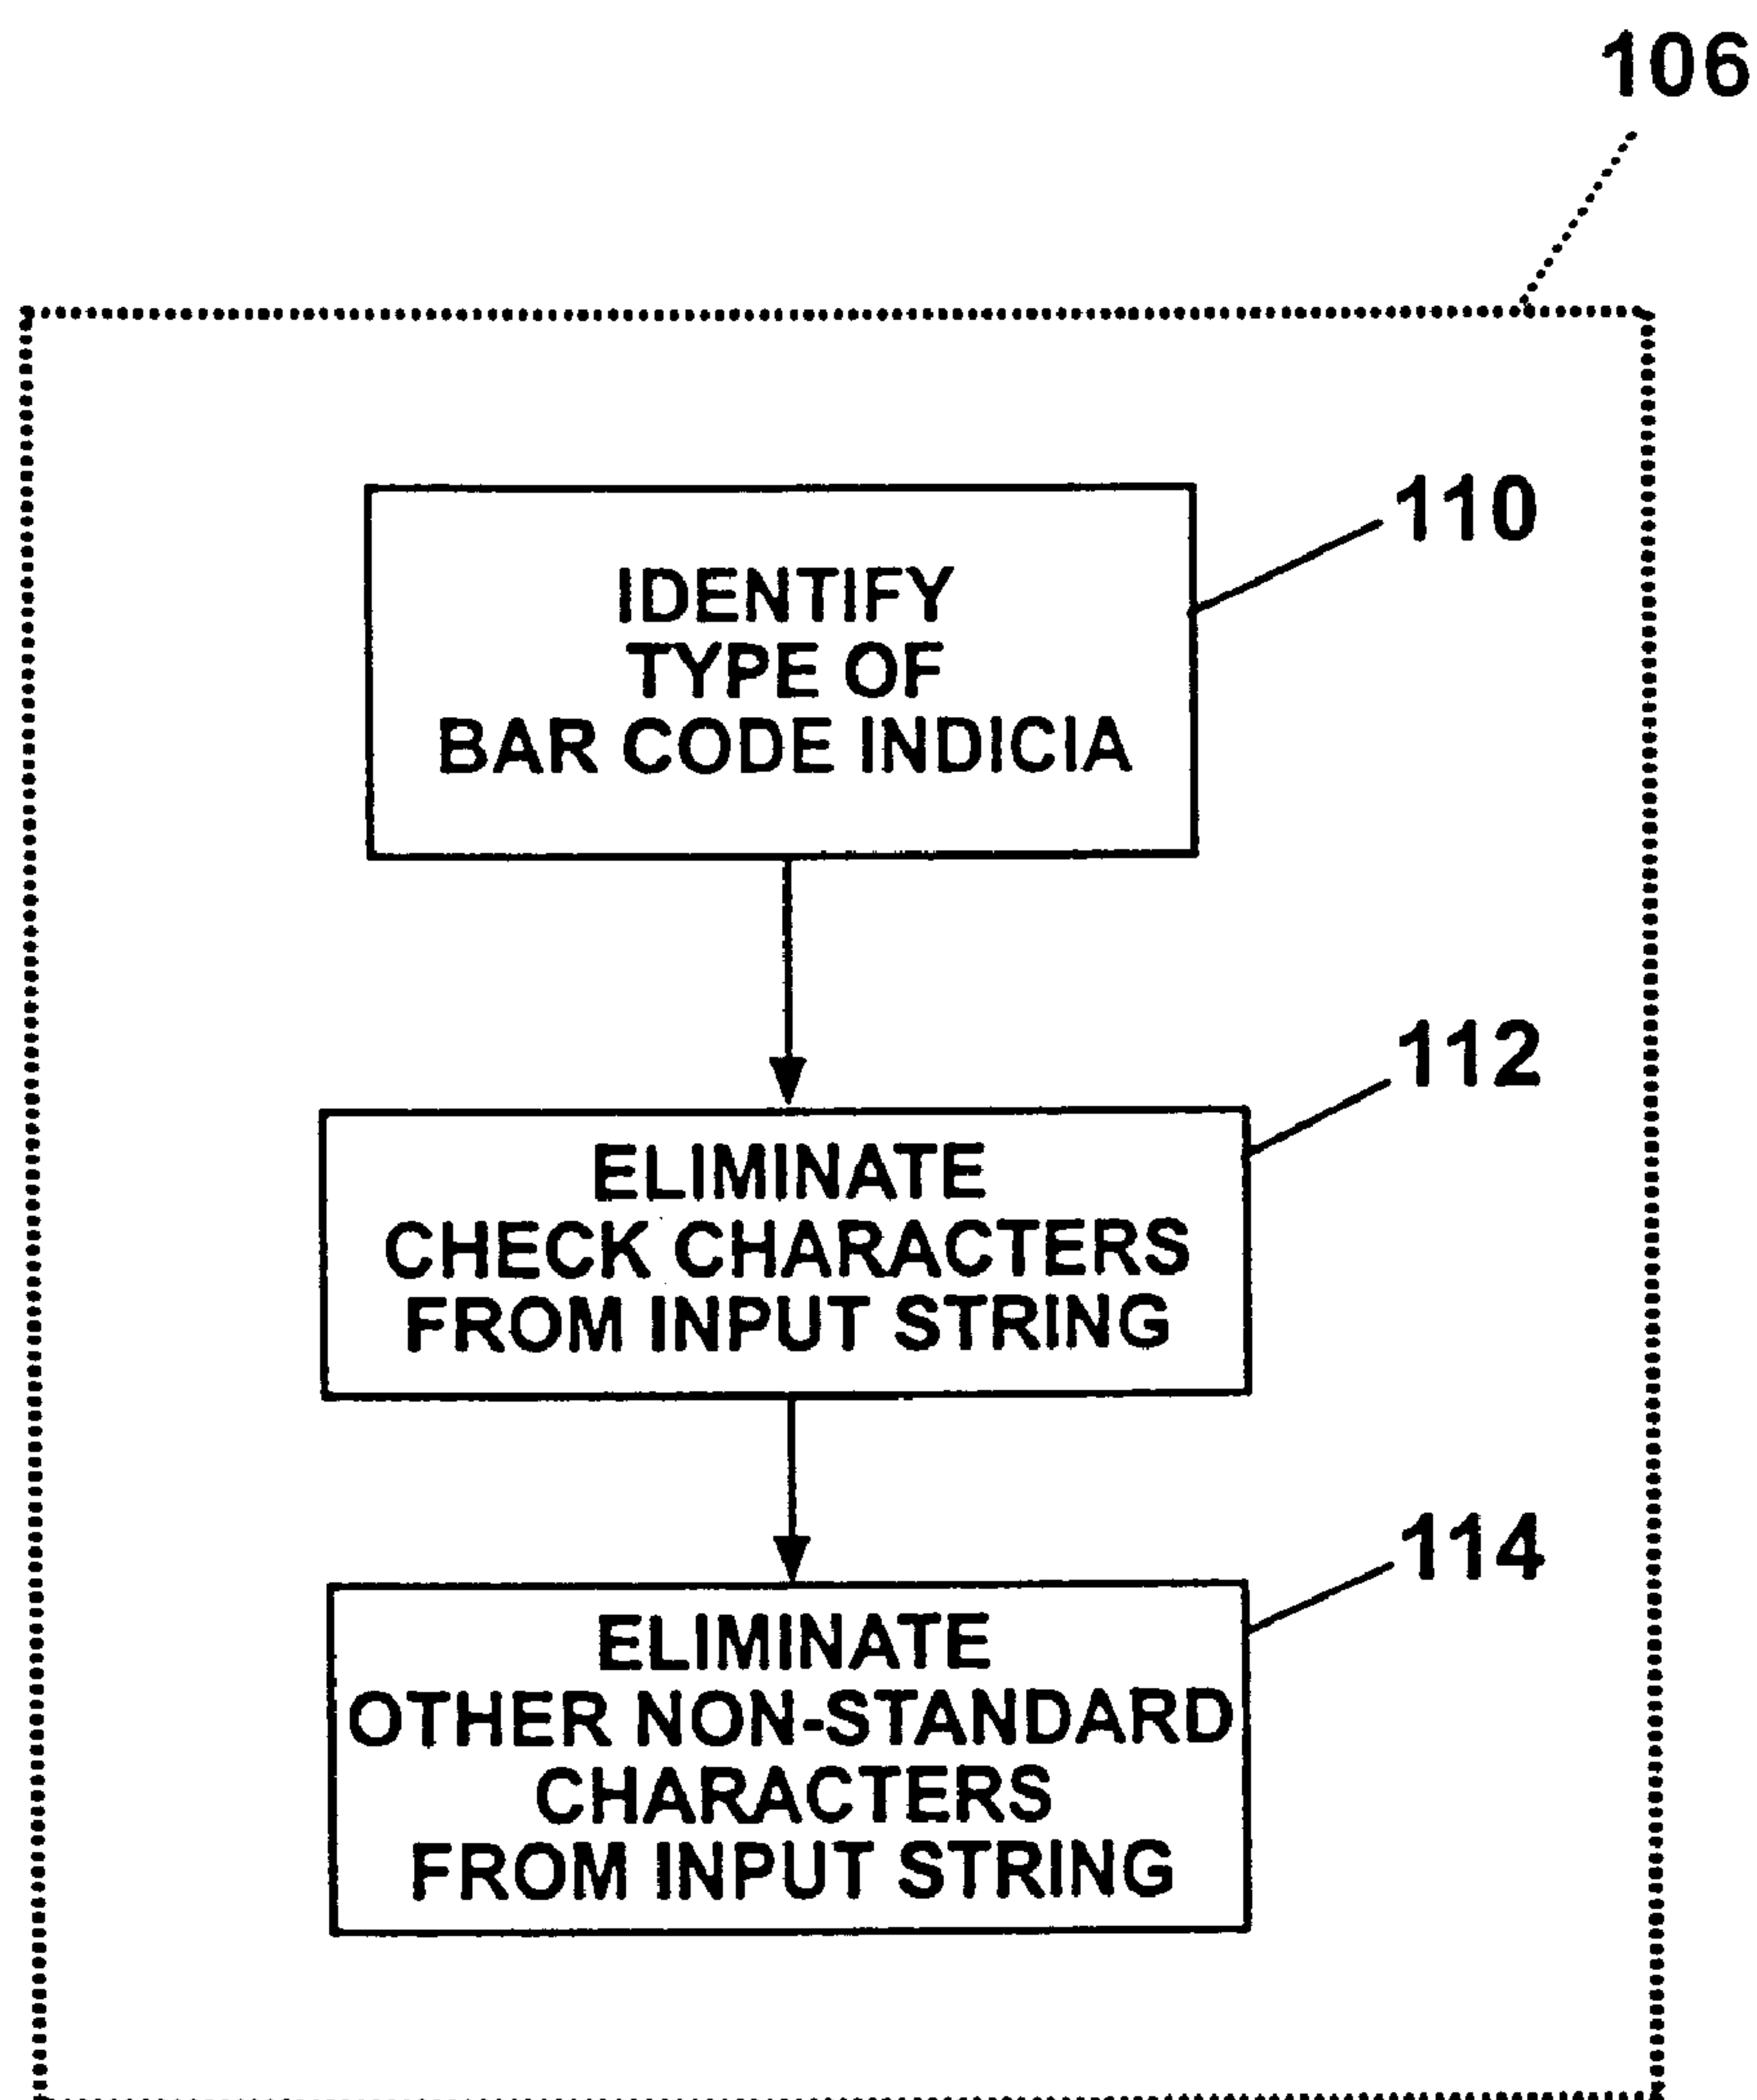 106
110
IDENTIFY
TYPE OF
BAR CODE INDICIA
112
ELIMINATE
CHECK CHARACTERS
FROM INPUT STRING
114
ELIMINATE
OTHER NON-STANDARD
CHARACTERS
FROM INPUT STRING